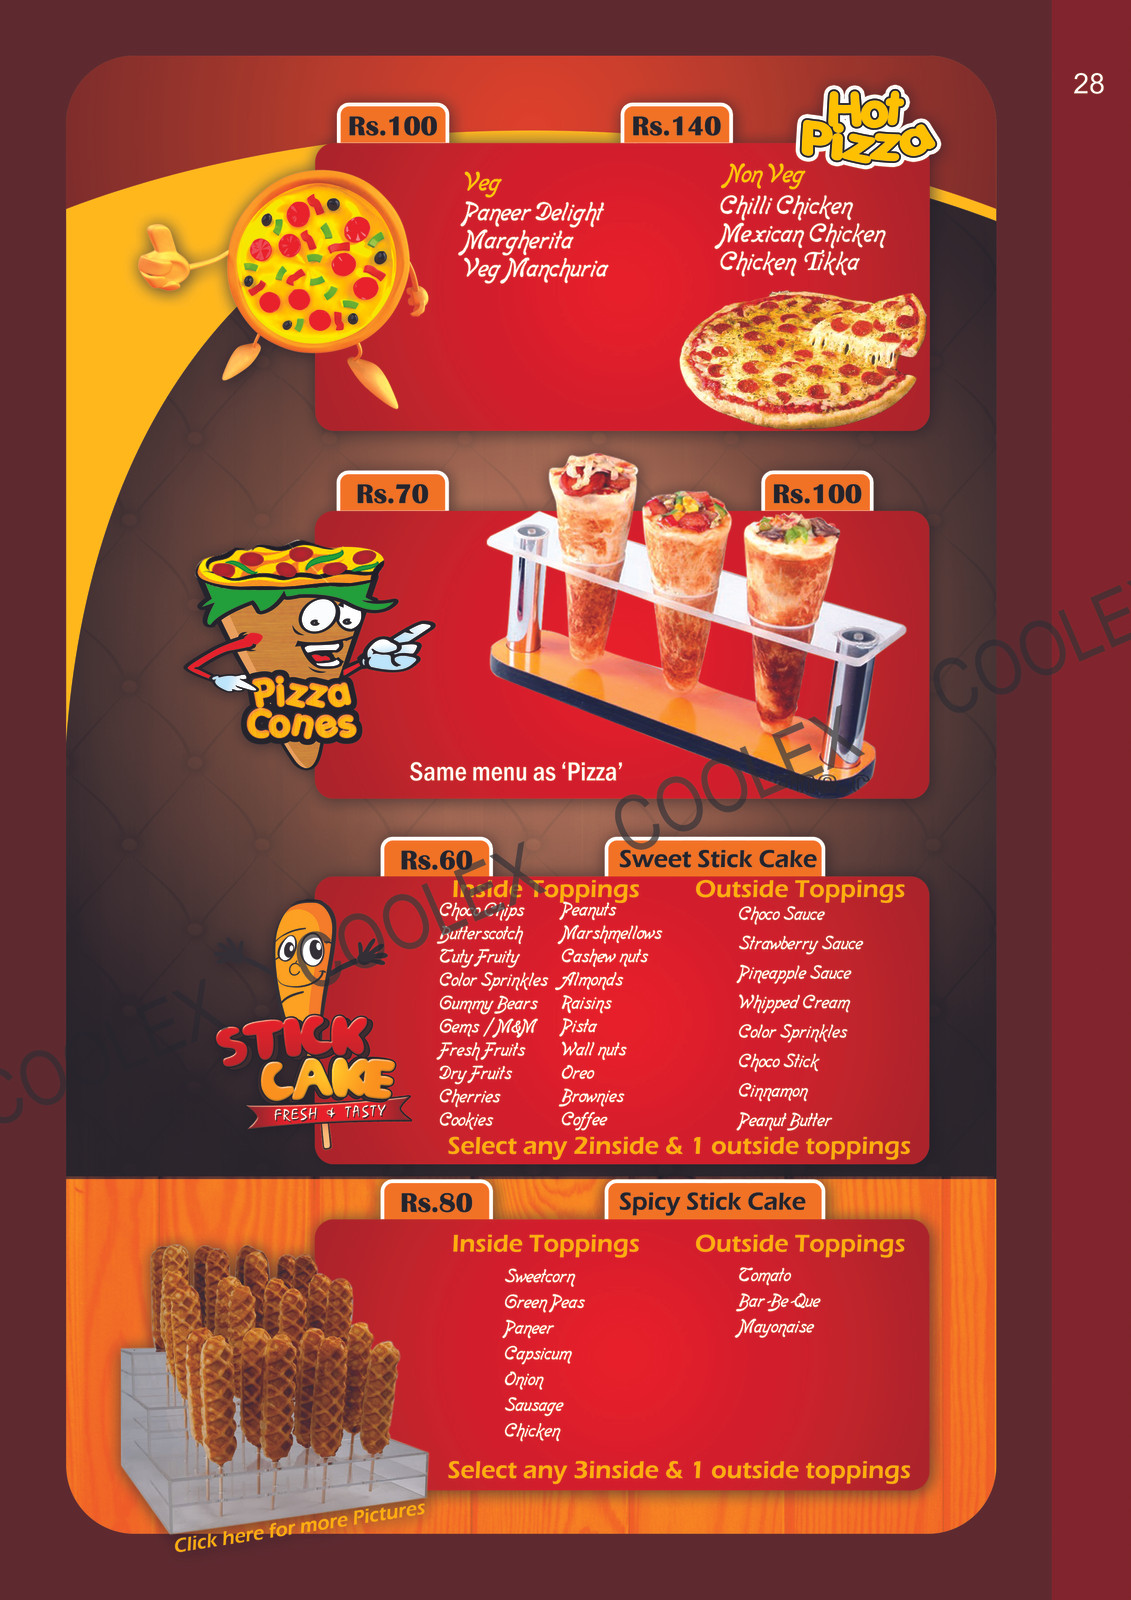 28
Hot
Pizza
Rs.100
Rs.140
Veg
Paneer Delight
Margherita
Veg Manchuria
Non Veg
Chilli Chicken
Mexican Chicken
Chicken Tikka
Rs.70
Rs.100
Pizza
Cones
Same menu as ‘Pizza’
COOLEX
COOLEX
COOLEX
COOLEX
Rs.60
Sweet Stick Cake
Inside Toppings
Choco Chips
Butterscotch
Tuty Fruity
Color Sprinkles
Gummy Bears
Gems / M&M
Fresh Fruits
Dry Fruits
Cherries
Cookies
Peanuts
Marshmellows
Cashew nuts
Almonds
Raisins
Pista
Wall nuts
Oreo
Brownies
Coffee
Outside Toppings
Choco Sauce
Strawberry Sauce
Pineapple Sauce
Whipped Cream
Color Sprinkles
Choco Stick
Cinnamon
Peanut Butter
STICK
CAKE
FRESH & TASTY
Select any 2inside & 1 outside toppings
Rs.80
Spicy Stick Cake
Inside Toppings
Sweetcorn
Green Peas
Paneer
Capsicum
Onion
Sausage
Chicken
Outside Toppings
Tomato
Bar-Be-Que
Mayonaise
Select any 3inside & 1 outside toppings
Click here for more Pictures